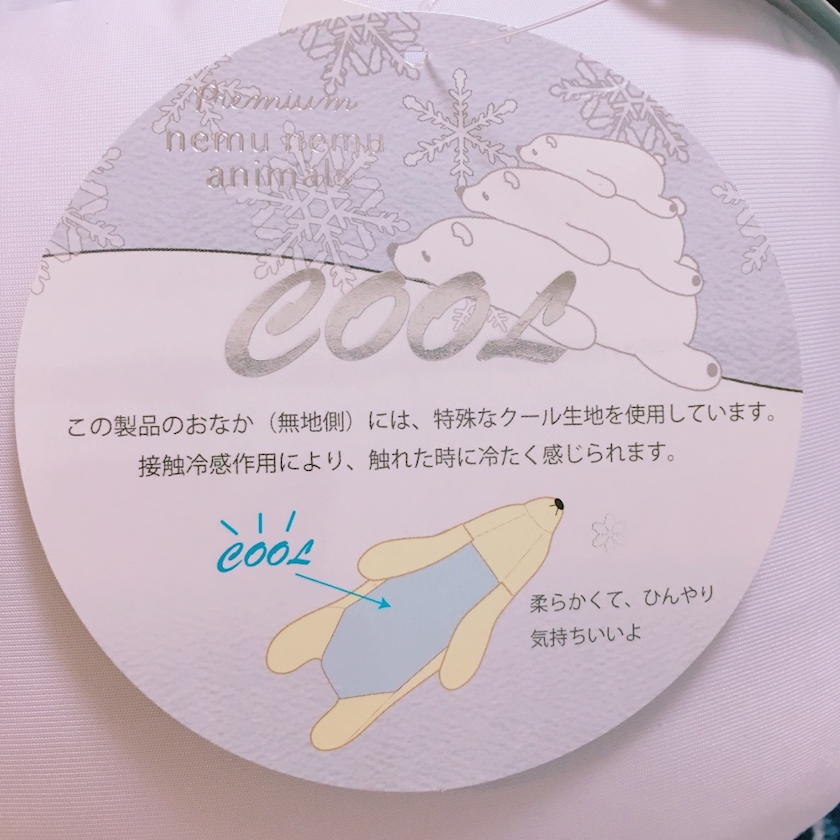 Premium
nemu nemu
animals
COOL
この製品のおなか（無地側）には、特殊なクール生地を使用しています。
接触冷感作用により、触れた時に冷たく感じられます。
COOL
柔らかくて、ひんやり
気持ちいいよ